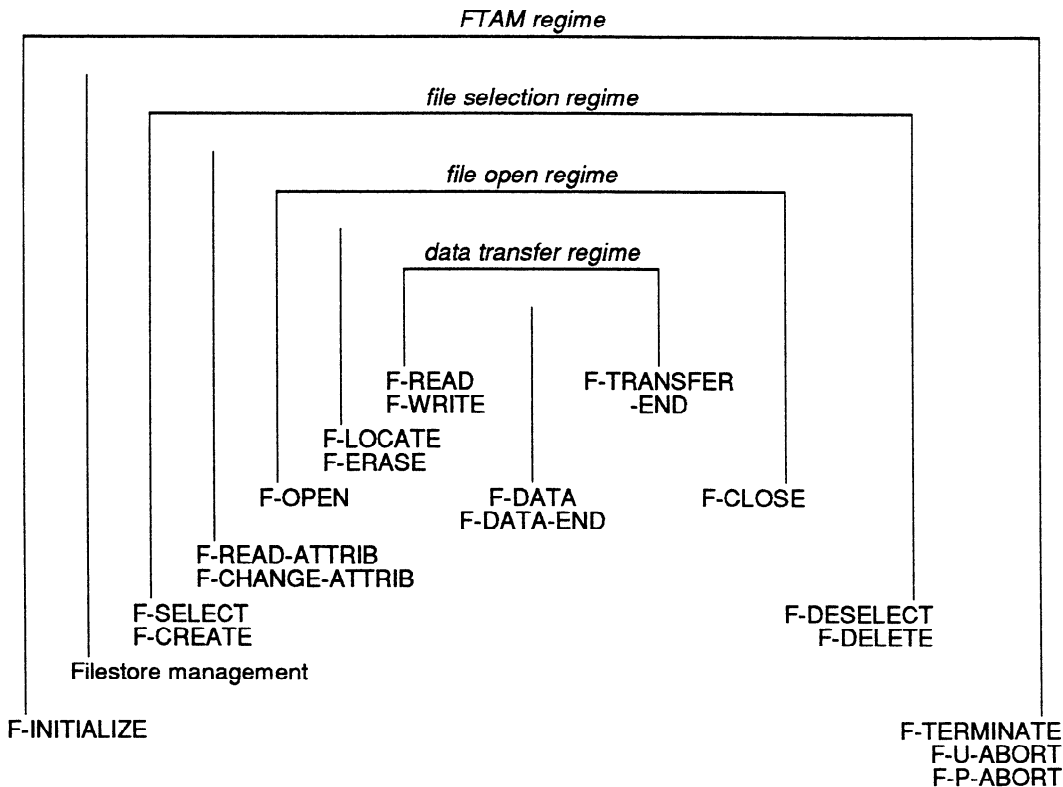 FTAM regime
file selection regime
file open regime
data transfer regime
F-READ
F-WRITE
F-TRANSFER
-END
F-LOCATE
F-ERASE
F-OPEN
F-DATA
F-DATA-END
F-CLOSE
F-READ-ATTRIB
F-CHANGE-ATTRIB
F-SELECT
F-CREATE
F-DESELECT
F-DELETE
Filestore management
F-INITIALIZE
F-TERMINATE
F-U-ABORT
F-P-ABORT